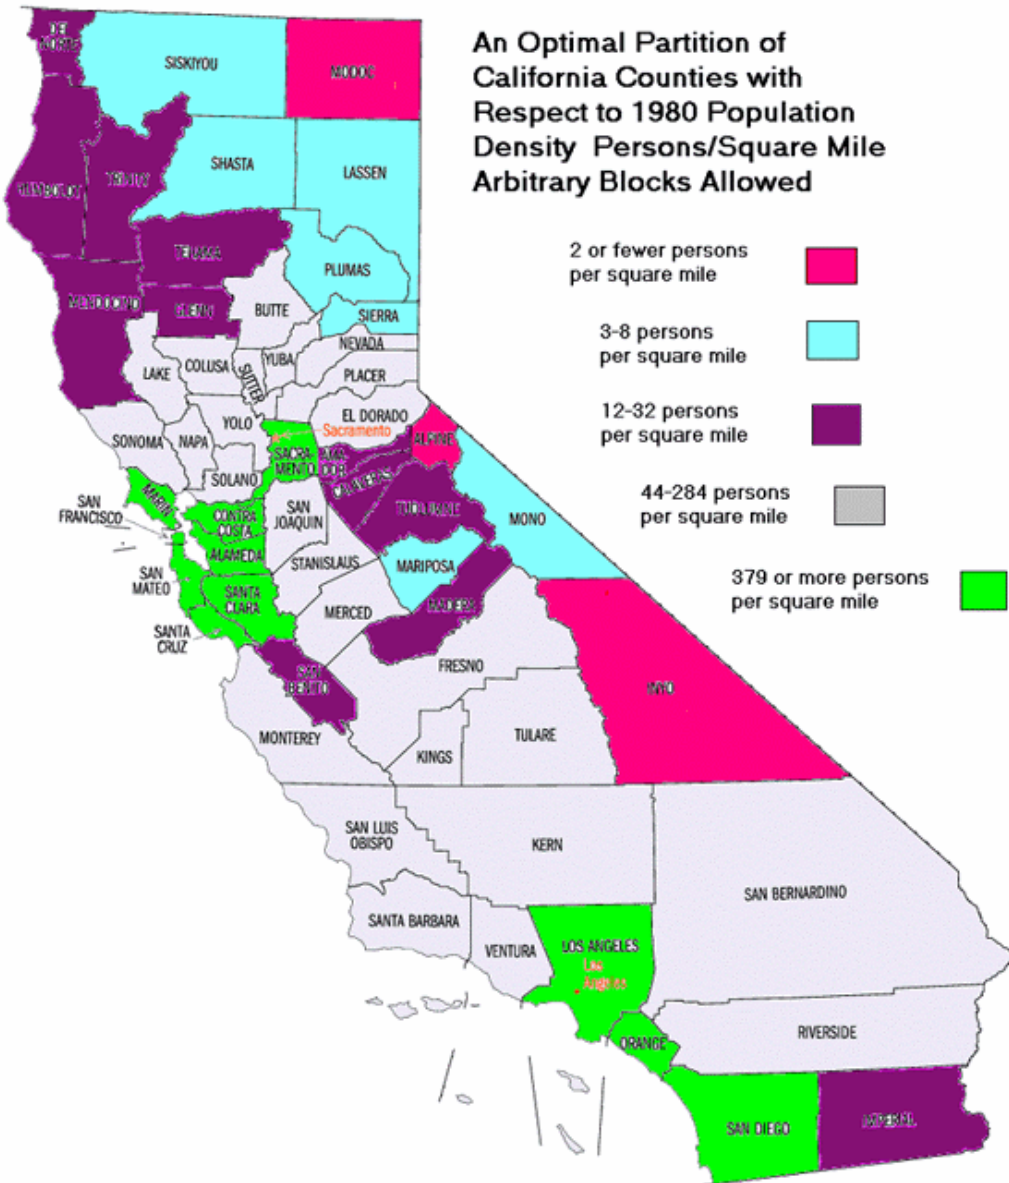 An Optimal Partition of
California Counties with
Respect to 1980 Population
Density Persons/Square Mile
Arbitrary Blocks Allowed
2 or fewer persons
per square mile
3-8 persons
per square mile
12-32 persons
per square mile
44-284 persons
per square mile
379 or more persons
per square mile
DEL
NORTE
SISKIYOU
MODOC
HUMBOLDT
TRINITY
SHASTA
LASSEN
TEHAMA
PLUMAS
MENDOCINO
GLENN
BUTTE
SIERRA
LAKE
COLUSA
SUTTER
YUBA
NEVADA
PLACER
SONOMA
NAPA
YOLO
EL DORADO
Sacramento
SACRA-
MENTO
AMA
DOR
ALPINE
SOLANO
CALAVERAS
TUOLUMNE
MONO
MARIN
SAN
FRANCISCO
CONTRA
COSTA
SAN
JOAQUIN
ALAMEDA
STANISLAUS
MARIPOSA
SAN
MATEO
SANTA
CLARA
MERCED
MADERA
SANTA
CRUZ
SAN
BENITO
FRESNO
INYO
MONTEREY
KINGS
TULARE
SAN LUIS
OBISPO
KERN
SAN BERNARDINO
SANTA BARBARA
VENTURA
LOS ANGELES
Los
Angeles
ORANGE
RIVERSIDE
SAN DIEGO
IMPERIAL